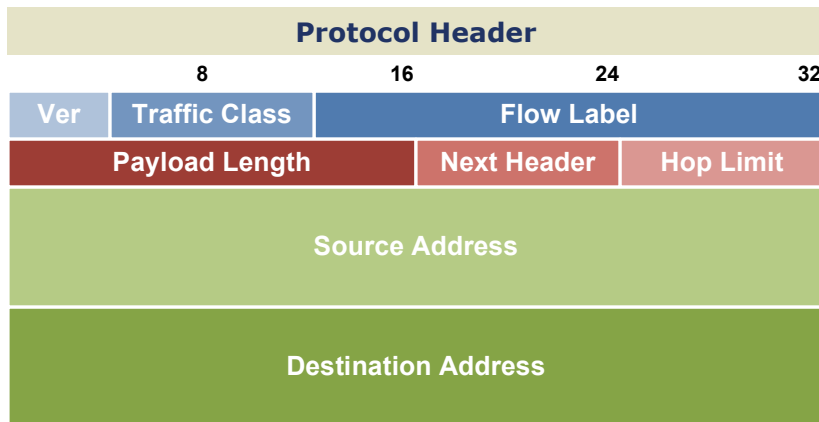 Protocol Header
8 16 24 32
Ver Traffic Class Flow Label
Payload Length Next Header Hop Limit
Source Address
Destination Address